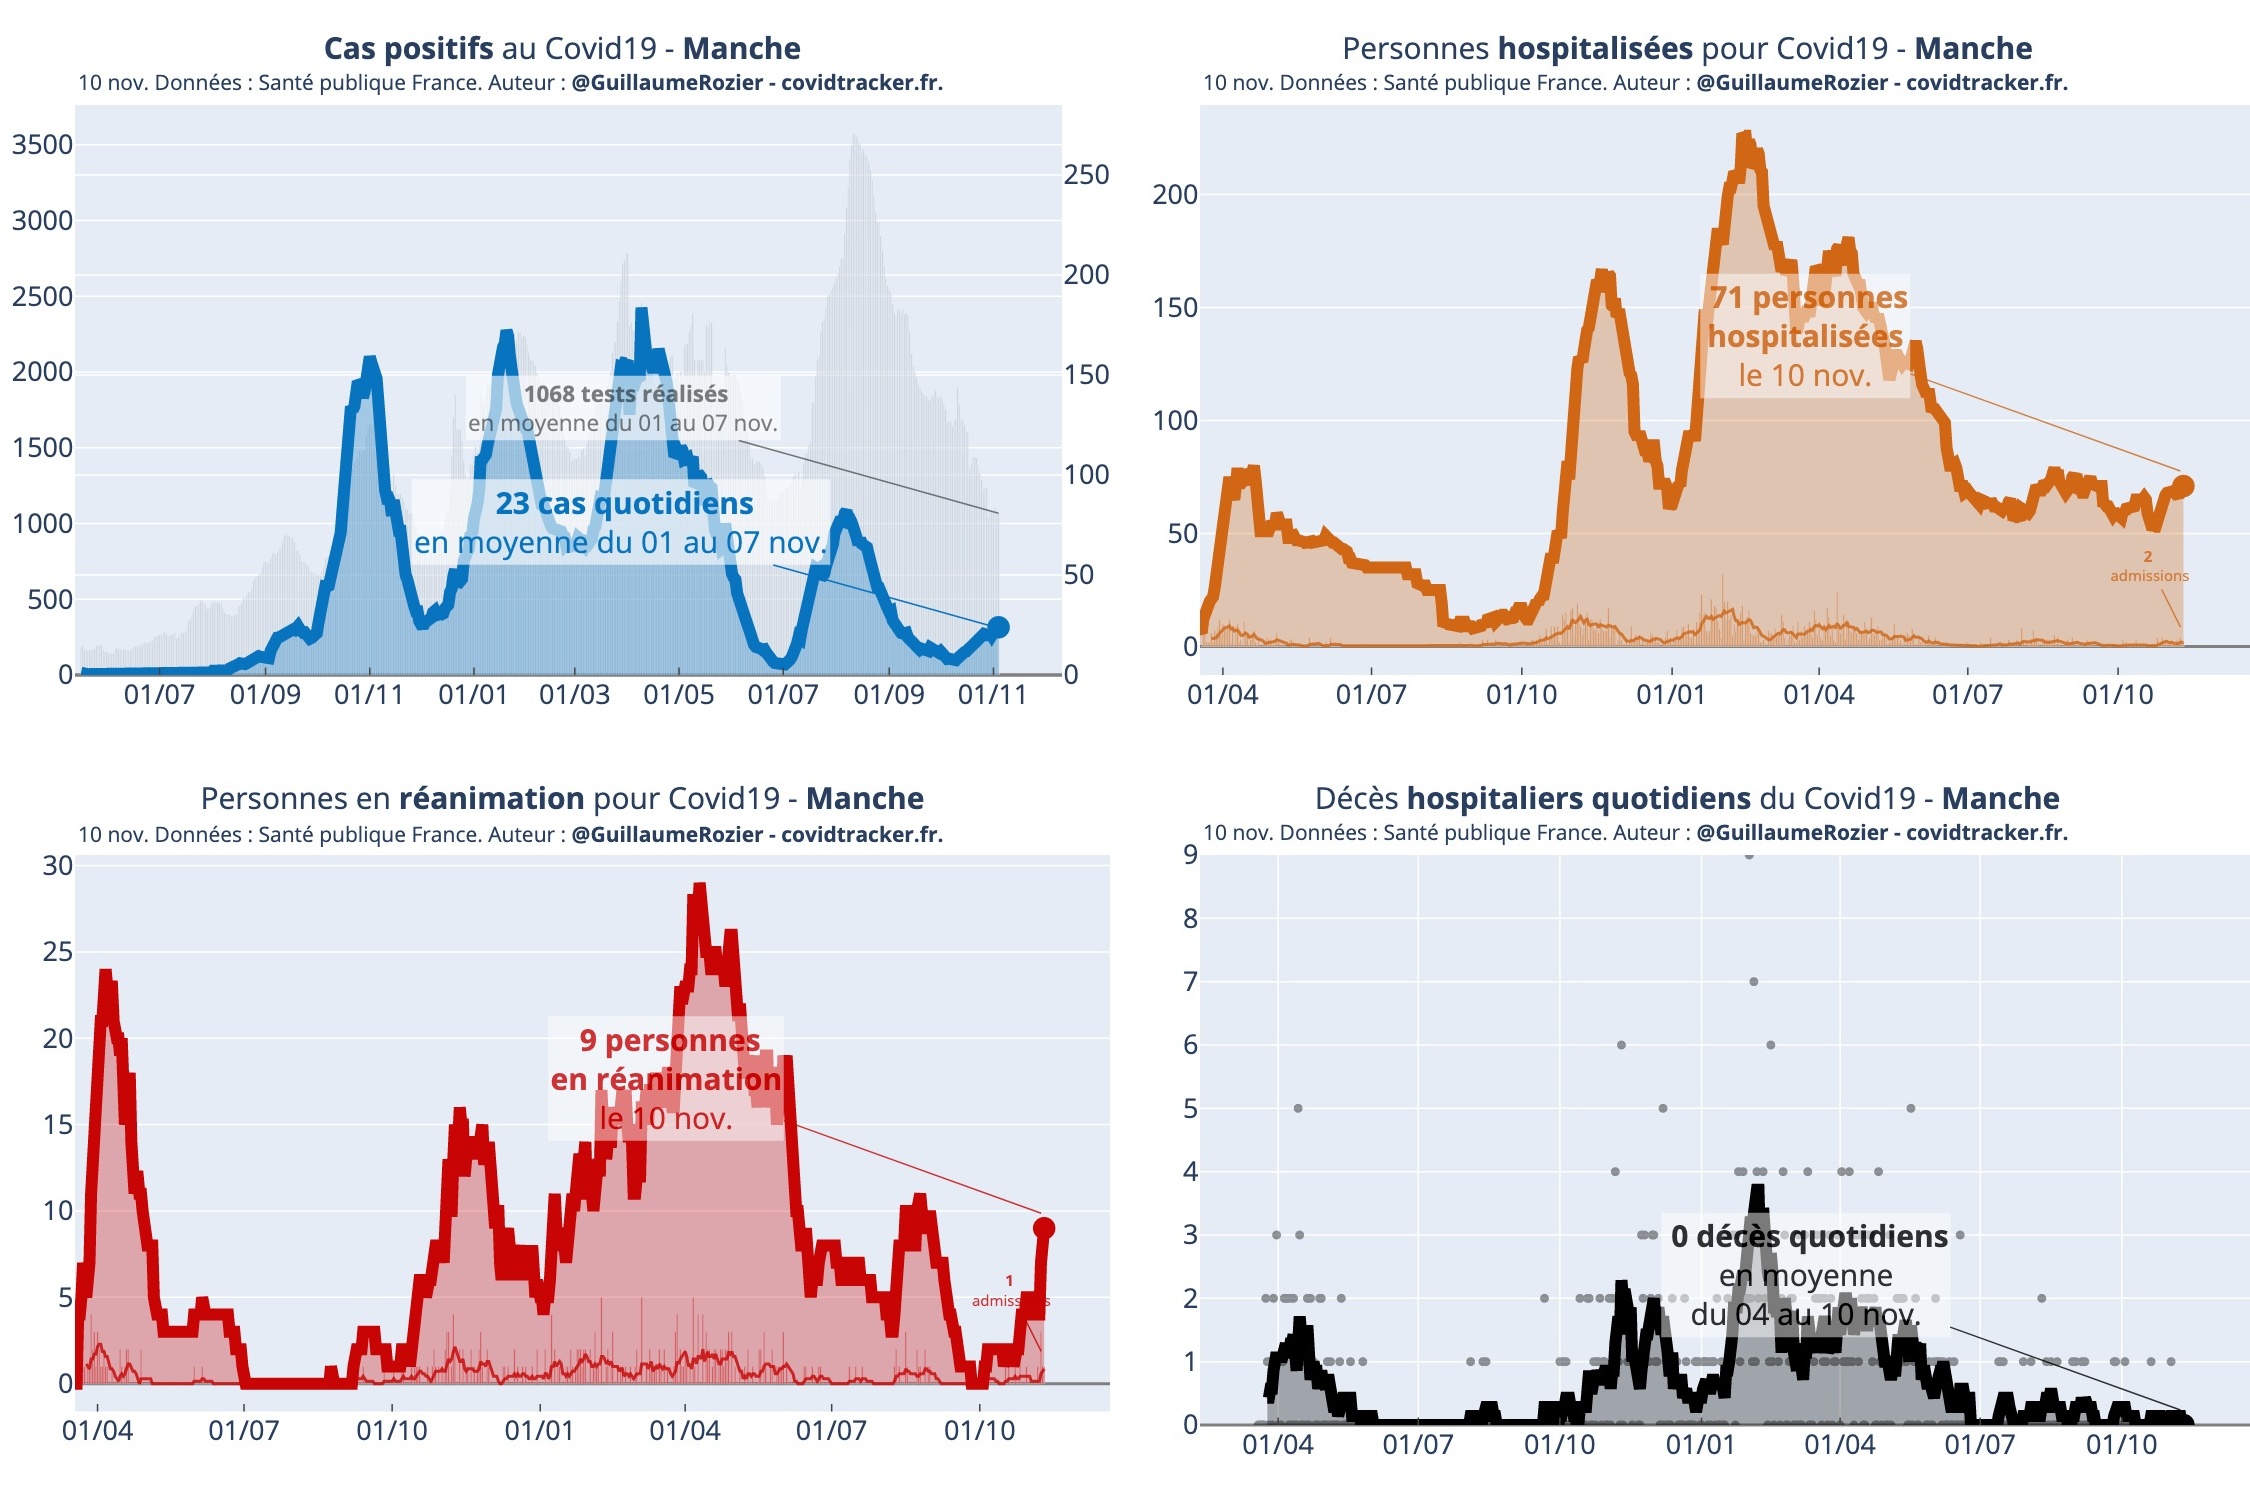 Cas positifs au Covid19 - Manche
10 nov. Données : Santé publique France. Auteur : @GuillaumeRozier - covidtracker.fr.
3500
3000
2500
2000
1500
1000
500
0
250
200
150
100
50
0
1068 tests réalisés
en moyenne du 01 au 07 nov.
23 cas quotidiens
en moyenne du 01 au 07 nov.
01/07 01/09 01/11 01/01 01/03 01/05 01/07 01/09 01/11
Personnes hospitalisées pour Covid19 - Manche
10 nov. Données : Santé publique France. Auteur : @GuillaumeRozier - covidtracker.fr.
200
150
100
50
0
71 personnes
hospitalisées
le 10 nov.
2
admissions
01/04 01/07 01/10 01/01 01/04 01/07 01/10
Personnes en réanimation pour Covid19 - Manche
10 nov. Données : Santé publique France. Auteur : @GuillaumeRozier - covidtracker.fr.
30
25
20
15
10
5
0
9 personnes
en réanimation
le 10 nov.
1
admissions
01/04 01/07 01/10 01/01 01/04 01/07 01/10
Décès hospitaliers quotidiens du Covid19 - Manche
10 nov. Données : Santé publique France. Auteur : @GuillaumeRozier - covidtracker.fr.
9
8
7
6
5
4
3
2
1
0
0 décès quotidiens
en moyenne
du 04 au 10 nov.
01/04 01/07 01/10 01/01 01/04 01/07 01/10